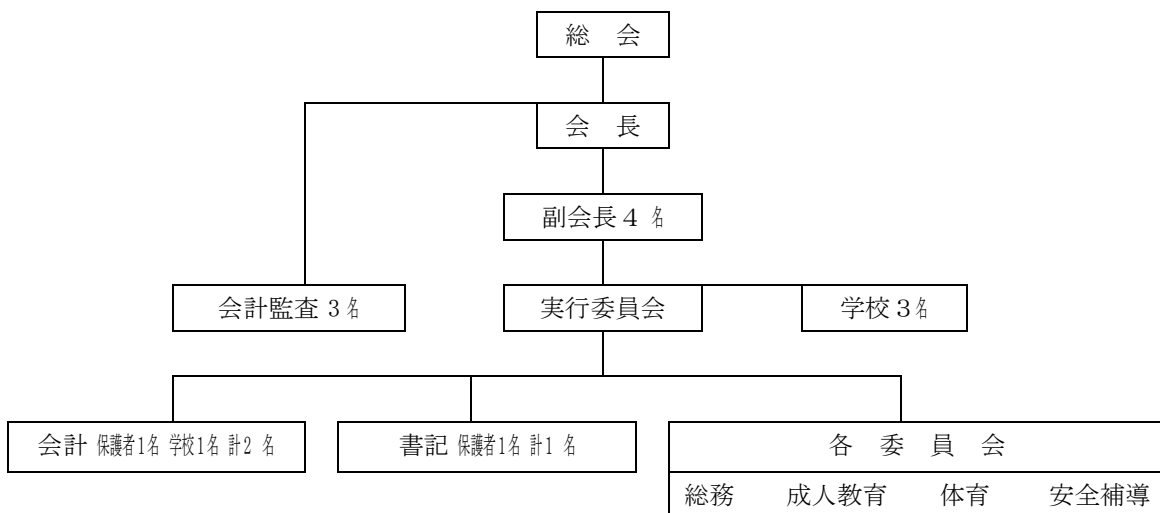 総　会
会　長
副会長４ 名
会計監査 3名
実行委員会
学校３名
会計 保護者1名 学校1名 計2 名
書記 保護者1名 計1 名
各　委　員　会
総務　　成人教育　　体育　　安全補導